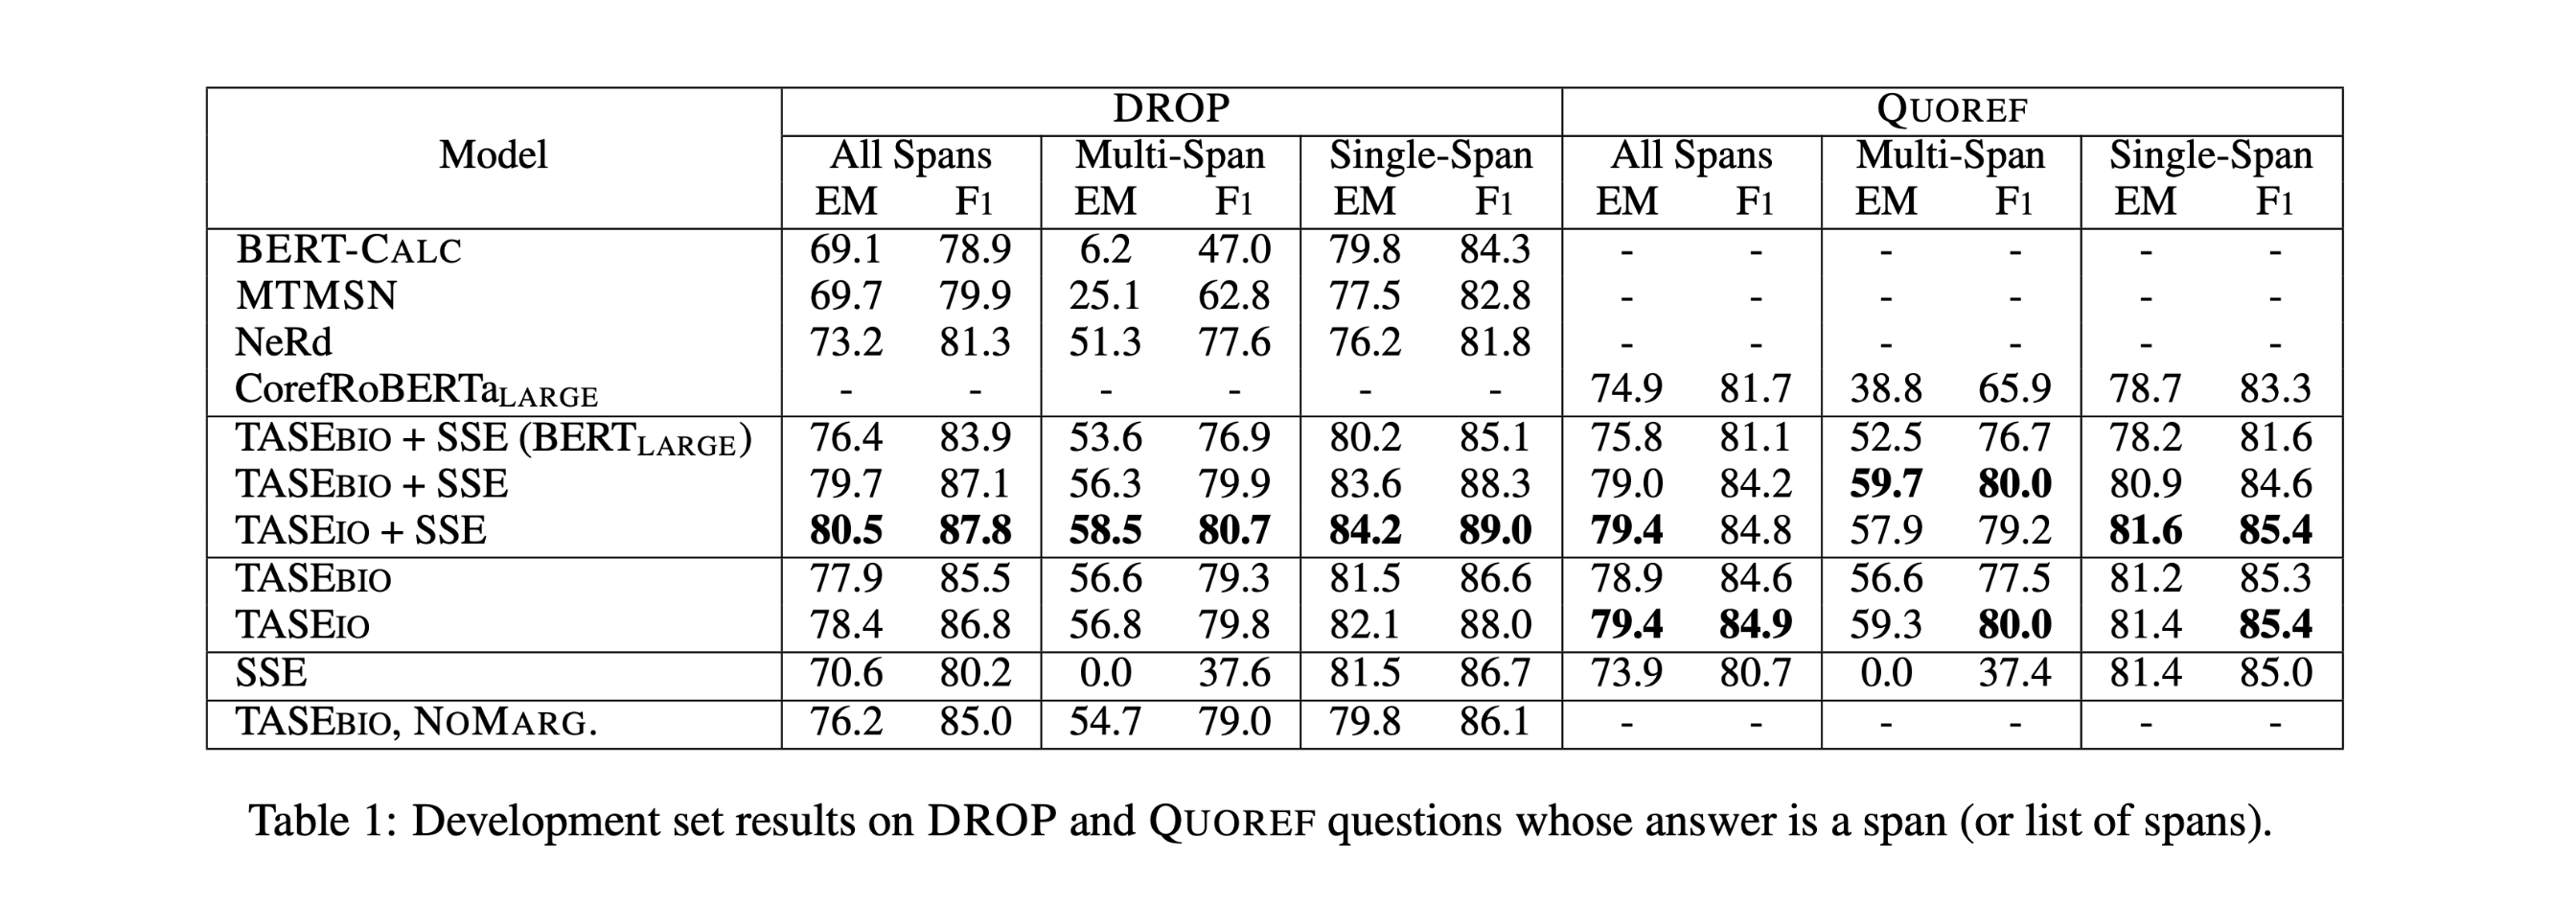 DROP QUOREF
Model All Spans Multi-Span Single-Span All Spans Multi-Span Single-Span
EM F1 EM F1 EM F1 EM F1 EM F1 EM F1
BERT-CALC 69.1 78.9 6.2 47.0 79.8 84.3 - - - - - -
MTMSN 69.7 79.9 25.1 62.8 77.5 82.8 - - - - - -
NeRd 73.2 81.3 51.3 77.6 76.2 81.8 - - - - - -
CorefRoBERTaLARGE - - - - - - 74.9 81.7 38.8 65.9 78.7 83.3
TASEBIO + SSE (BERTLARGE) 76.4 83.9 53.6 76.9 80.2 85.1 75.8 81.1 52.5 76.7 78.2 81.6
TASEBIO + SSE 79.7 87.1 56.3 79.9 83.6 88.3 79.0 84.2 59.7 80.0 80.9 84.6
TASEIO + SSE 80.5 87.8 58.5 80.7 84.2 89.0 79.4 84.8 57.9 79.2 81.6 85.4
TASEBIO 77.9 85.5 56.6 79.3 81.5 86.6 78.9 84.6 56.6 77.5 81.2 85.3
TASEIO 78.4 86.8 56.8 79.8 82.1 88.0 79.4 84.9 59.3 80.0 81.4 85.4
SSE 70.6 80.2 0.0 37.6 81.5 86.7 73.9 80.7 0.0 37.4 81.4 85.0
TASEBIO, NOMARG. 76.2 85.0 54.7 79.0 79.8 86.1 - - - - - -
Table 1: Development set results on DROP and QUOREF questions whose answer is a span (or list of spans).